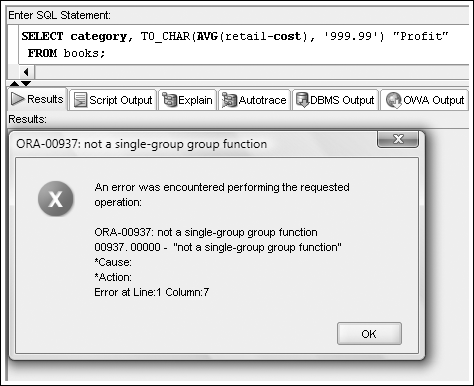 Enter SQL Statement:
SELECT category, TO_CHAR(AVG(retail-cost), '999.99') "Profit"
FROM books;
Results Script Output Explain Autotrace DBMS Output OWA Output
Results:
ORA-00937: not a single-group group function
An error was encountered performing the requested
operation:
ORA-00937: not a single-group group function
00937. 00000 - "not a single-group group function"
*Cause:
*Action:
Error at Line:1 Column:7
OK